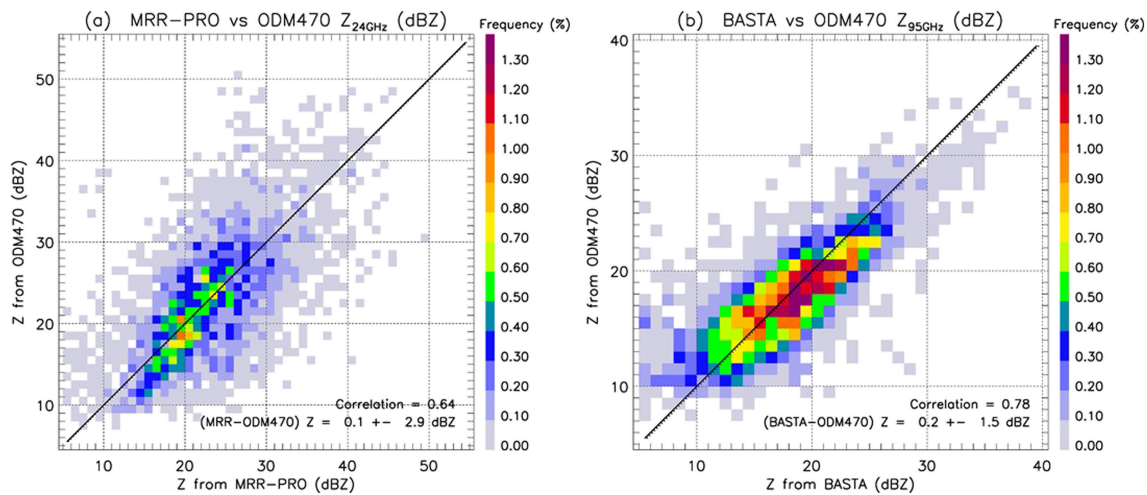 (a) MRR-PRO vs ODM470 Z24GHz (dBZ)
Frequency (%)
Z from ODM470 (dBZ)
50
40
30
20
10
10 20 30 40 50
Z from MRR-PRO (dBZ)
Correlation = 0.64
(MRR-ODM470) Z = 0.1 +- 2.9 dBZ
1.30
1.20
1.10
1.00
0.90
0.80
0.70
0.60
0.50
0.40
0.30
0.20
0.10
0.00
(b) BASTA vs ODM470 Z95GHz (dBZ)
Frequency (%)
Z from ODM470 (dBZ)
40
30
20
10
10 20 30 40
Z from BASTA (dBZ)
Correlation = 0.78
(BASTA-ODM470) Z = 0.2 +- 1.5 dBZ
1.30
1.20
1.10
1.00
0.90
0.80
0.70
0.60
0.50
0.40
0.30
0.20
0.10
0.00